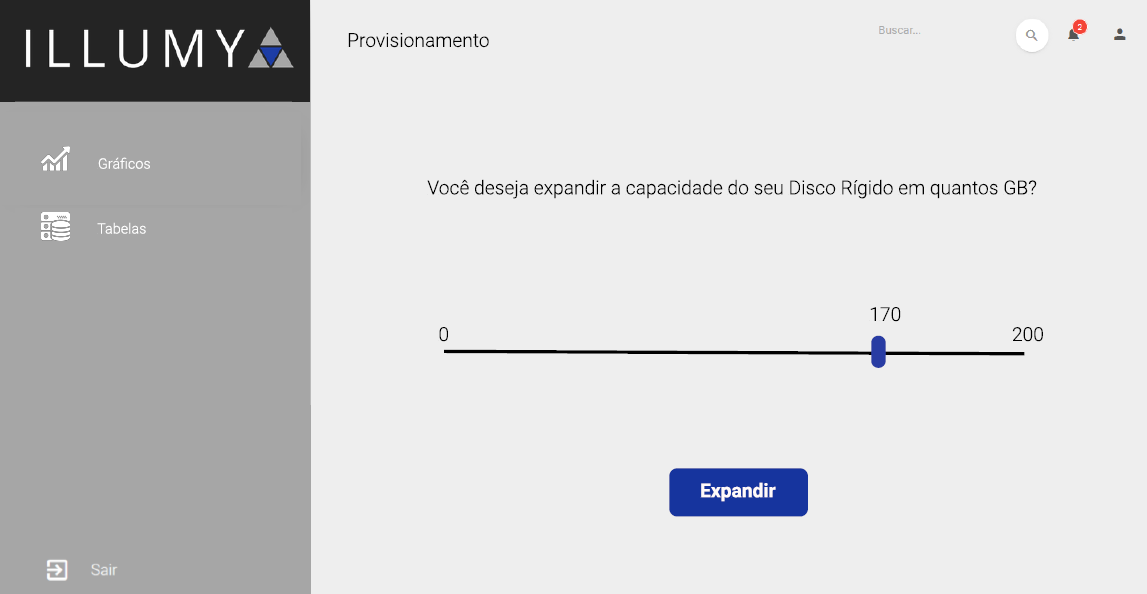 ILLUMYA
Provisionamento
Buscar...
2
Gráficos
Tabelas
Você deseja expandir a capacidade do seu Disco Rígido em quantos GB?
170
0
200
Expandir
Sair